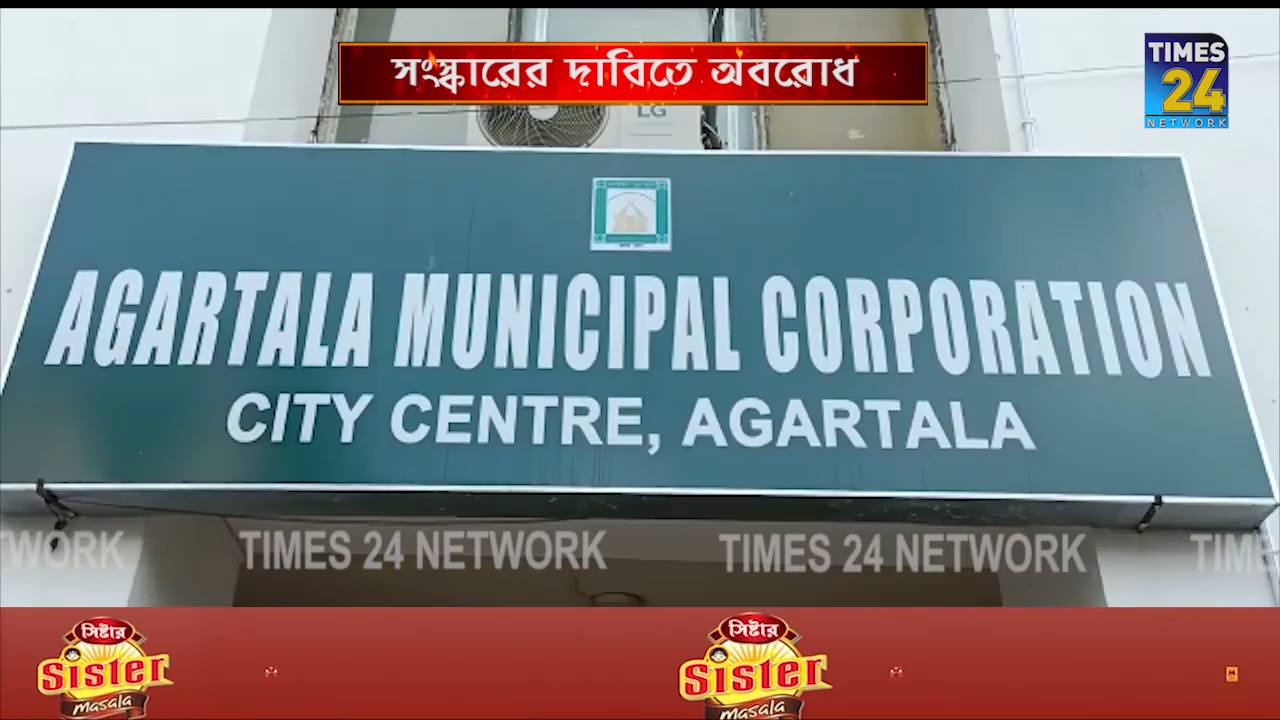 সংস্কারের দাবিতে অবরোধ
TIMES
24
NETWORK
LG
AGARTALA MUNICIPAL CORPORATION
CITY CENTRE, AGARTALA
TWORK TIMES 24 NETWORK TIMES 24 NETWORK TIMES
সিষ্টার
Sister
masala
সিষ্টার
Sister
masala